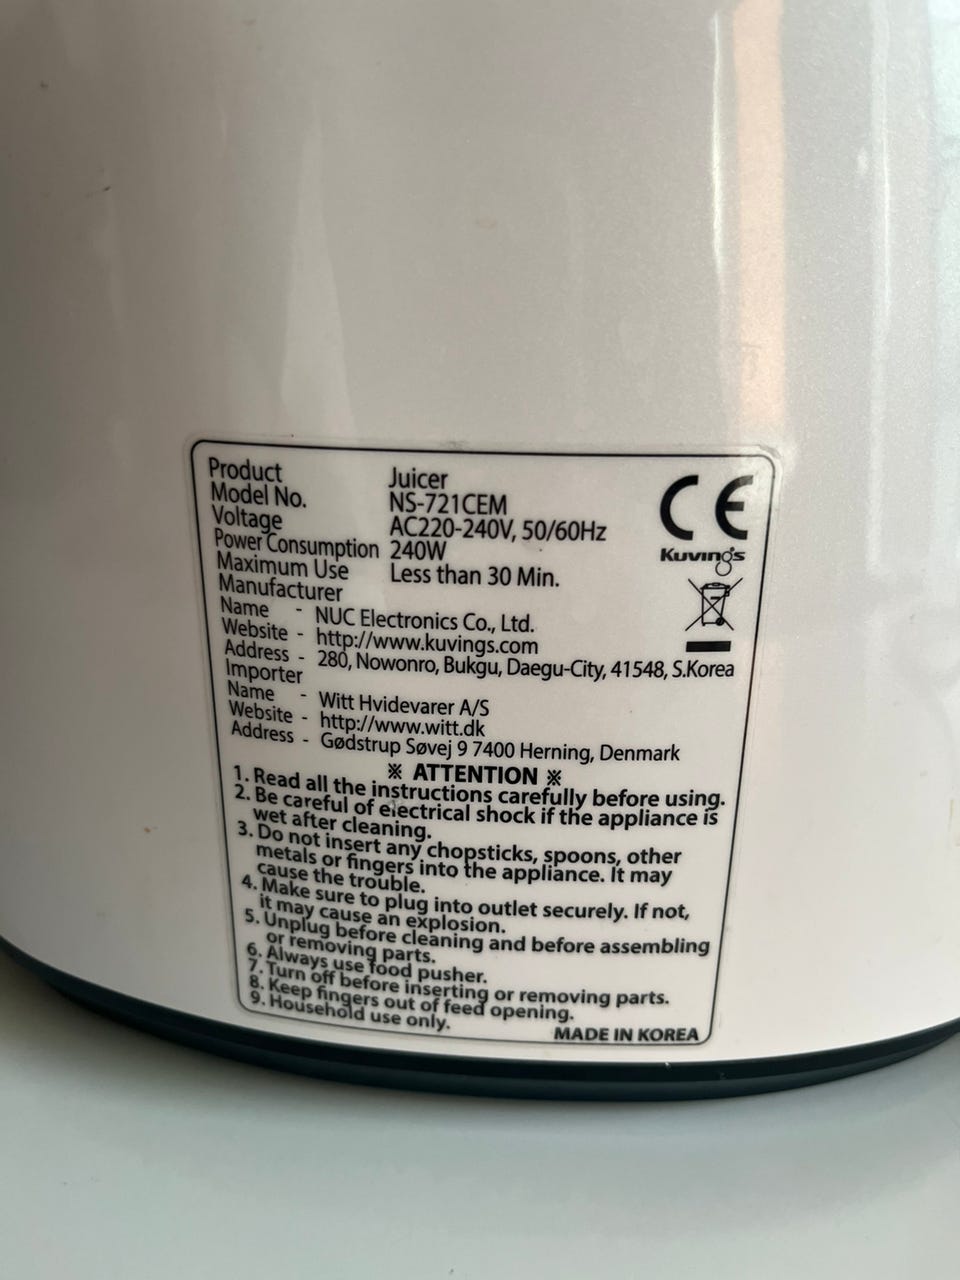 Product Juicer
Model No. NS-721CEM
Voltage AC220-240V, 50/60Hz
Power Consumption 240W
Maximum Use Less than 30 Min.
Manufacturer
Name - NUC Electronics Co., Ltd.
Website - http://www.kuvings.com
Address - 280, Nowonro, Bukgu, Daegu-City, 41548, S.Korea
Importer
Name - Witt Hvidevarer A/S
Website - http://www.witt.dk
Address - Gødstrup Søvej 9 7400 Herning, Denmark
CE
Kuvings
※ ATTENTION ※
1. Read all the instructions carefully before using.
2. Be careful of electrical shock if the appliance is
wet after cleaning.
3. Do not insert any chopsticks, spoons, other
metals or fingers into the appliance. It may
cause the trouble.
4. Make sure to plug into outlet securely. If not,
it may cause an explosion.
5. Unplug before cleaning and before assembling
or removing parts.
6. Always use food pusher.
7. Turn off before inserting or removing parts.
8. Keep fingers out of feed opening.
9. Household use only.
MADE IN KOREA